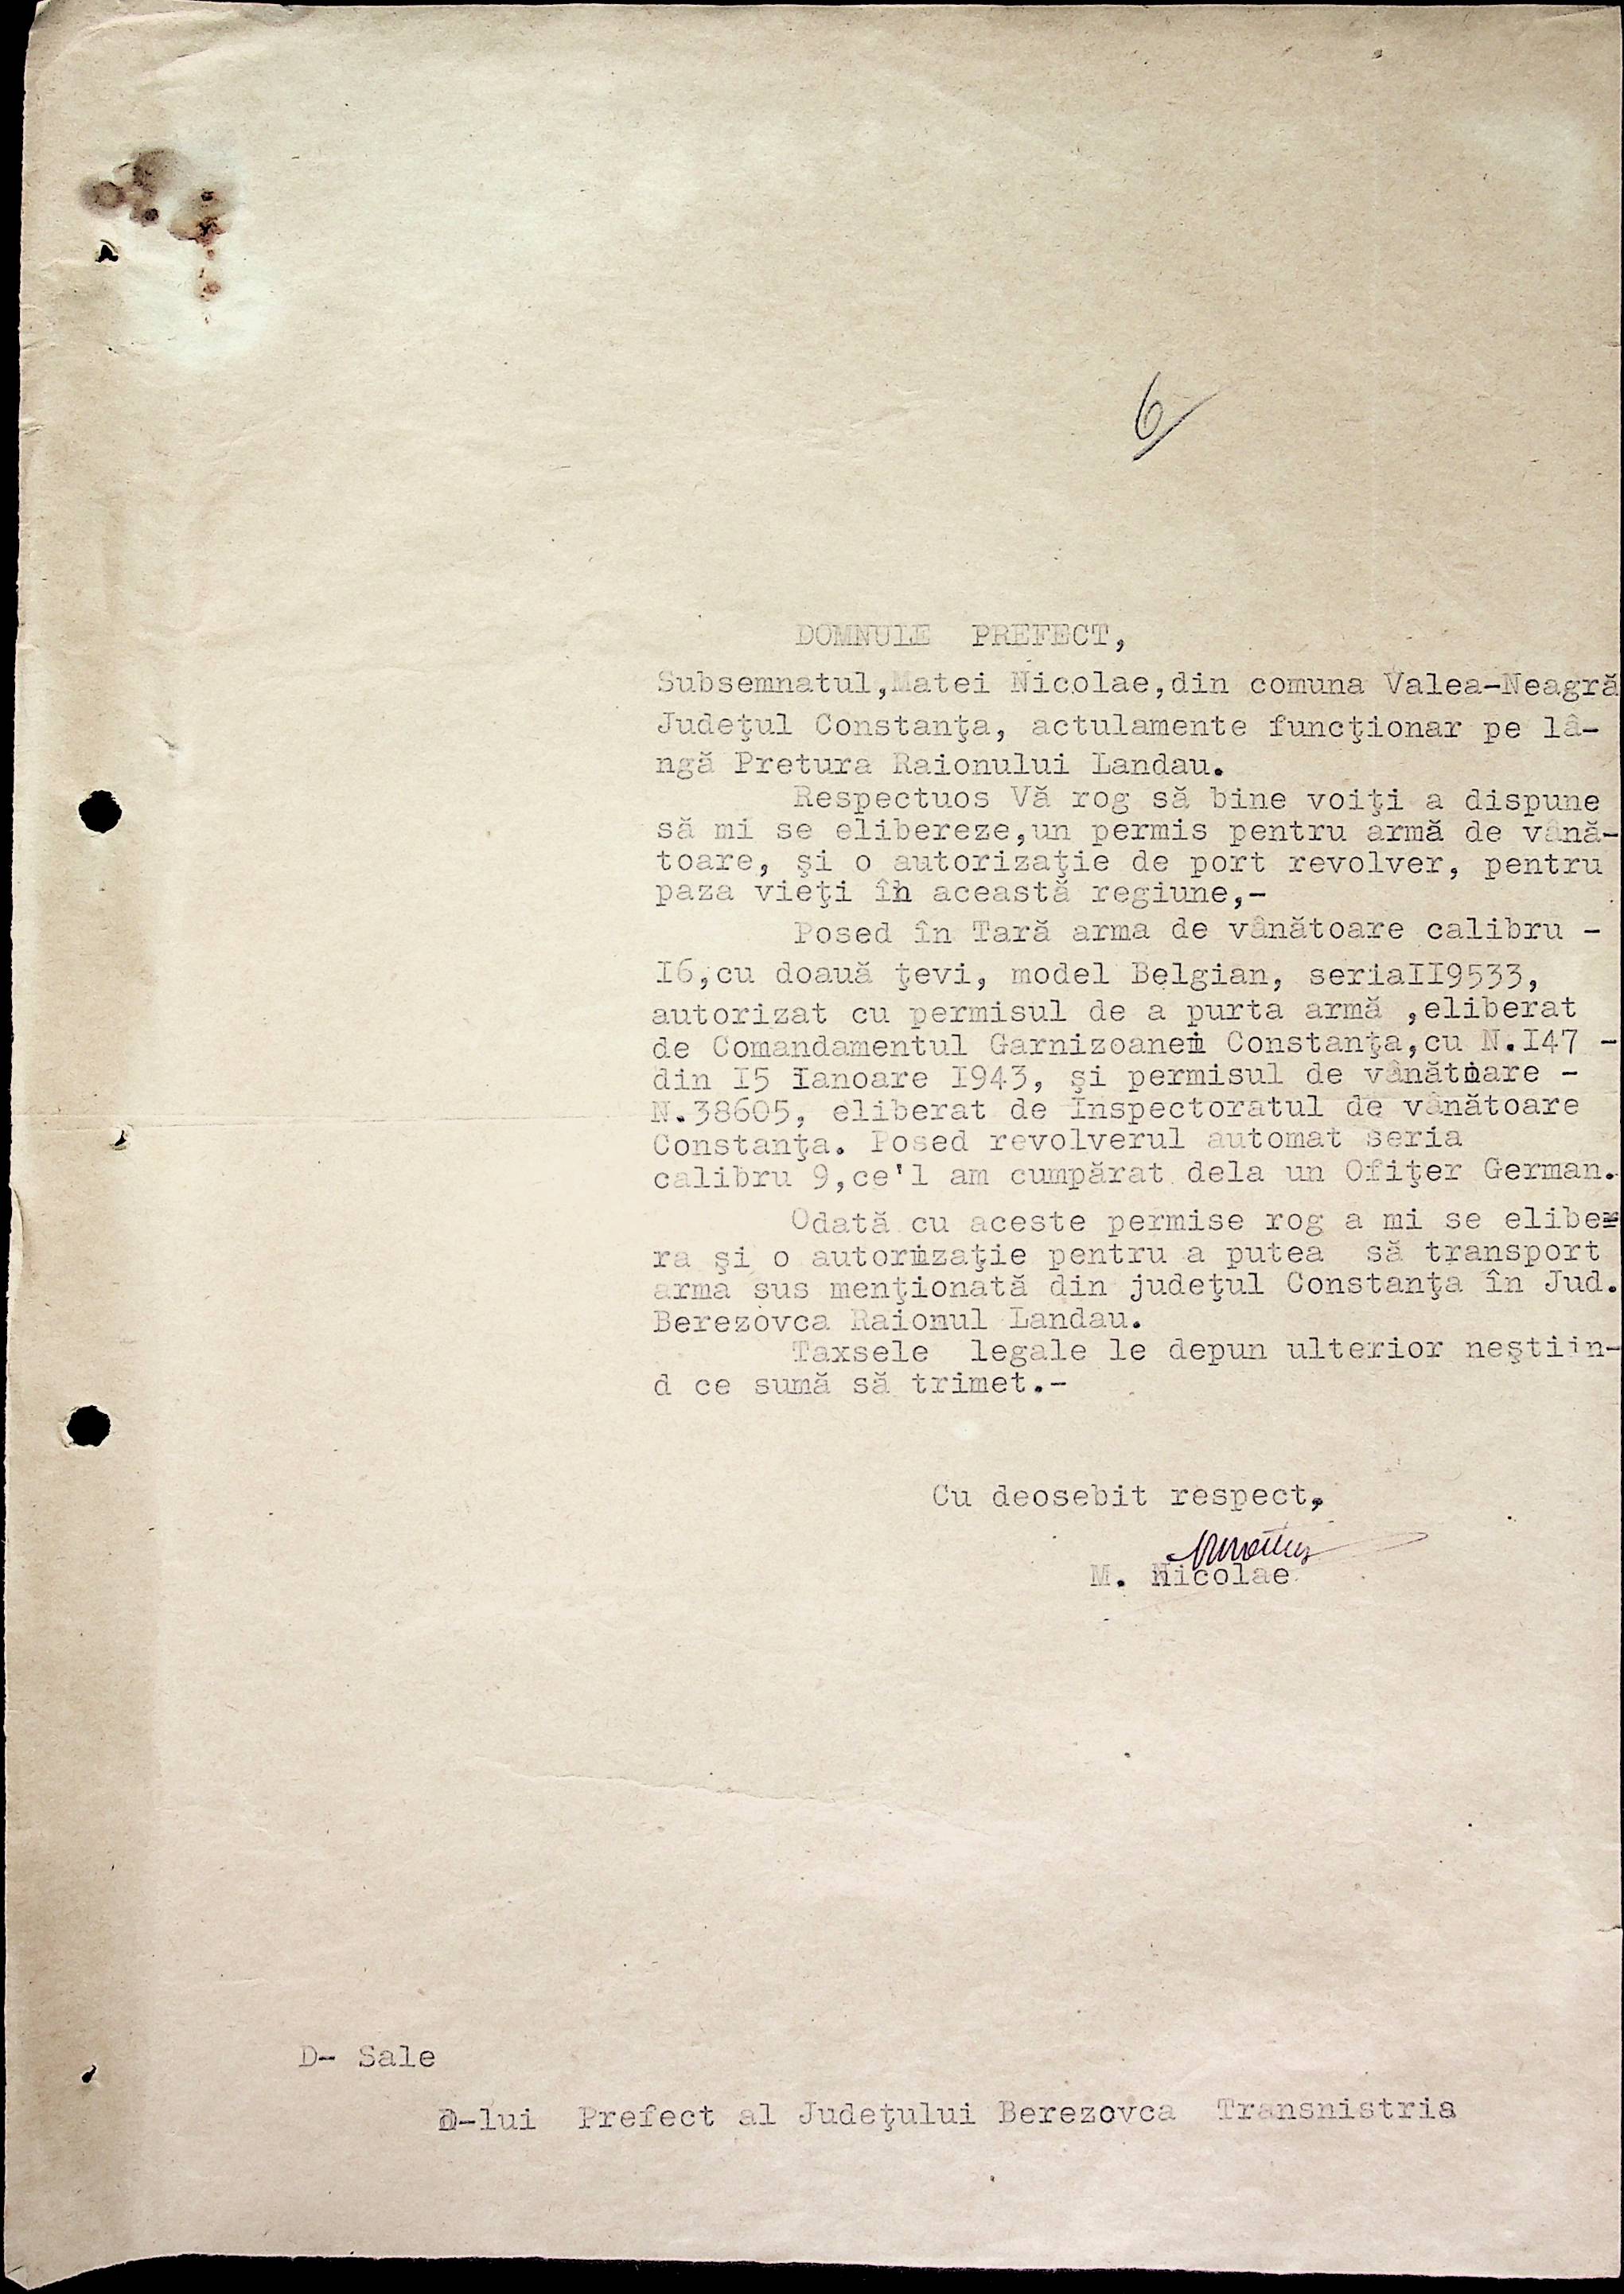 6
DOMNULE PREFECT,
Subsemnatul,Matei Nicolae,din comuna Valea-Neagră
Judeţul Constanţa, actulamente funcţionar pe lâ-
ngă Pretura Raionului Landau.
Respectuos Vă rog să bine voiţi a dispune
să mi se elibereze,un permis pentru armă de vână-
toare, şi o autorizaţie de port revolver, pentru
paza vieţi în această regiune,-
Posed în Tară arma de vânătoare calibru -
I6,cu douaă ţevi, model Belgian, seriaII9533,
autorizat cu permisul de a purta armă ,eliberat
de Comandamentul Garnizoanei Constanţa,cu N.I47 -
din I5 Ianoare I943, şi permisul de vânătoare -
N.38605, eliberat de Inspectoratul de vânătoare
Constanţa. Posed revolverul automat seria
calibru 9,ce'l am cumpărat dela un Ofiţer German.
Odată cu aceste permise rog a mi se elibe-
ra şi o autorizaţie pentru a putea să transport
arma sus menţionată din judeţul Constanţa în Jud.
Berezovca Raionul Landau.
Taxsele legale le depun ulterior neştiin-
d ce sumă să trimet.-
Cu deosebit respect,
M. Nicolae
D- Sale
D-lui Prefect al Judeţului Berezovca Transnistria